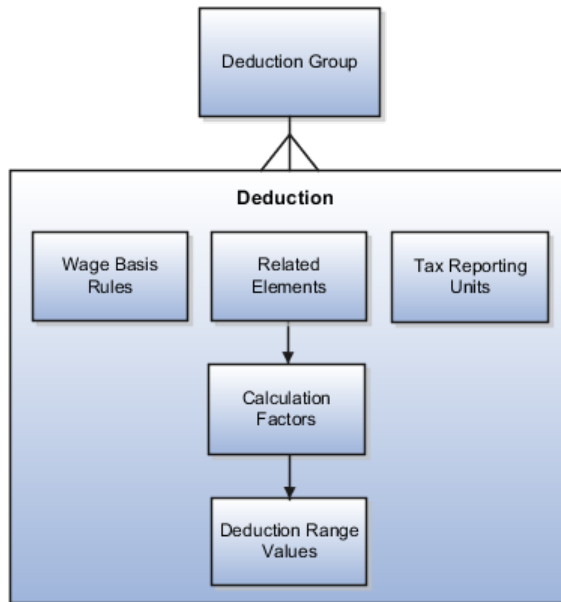 Deduction Group
Deduction
Wage Basis
Rules
Related
Elements
Tax Reporting
Units
Calculation
Factors
Deduction Range
Values